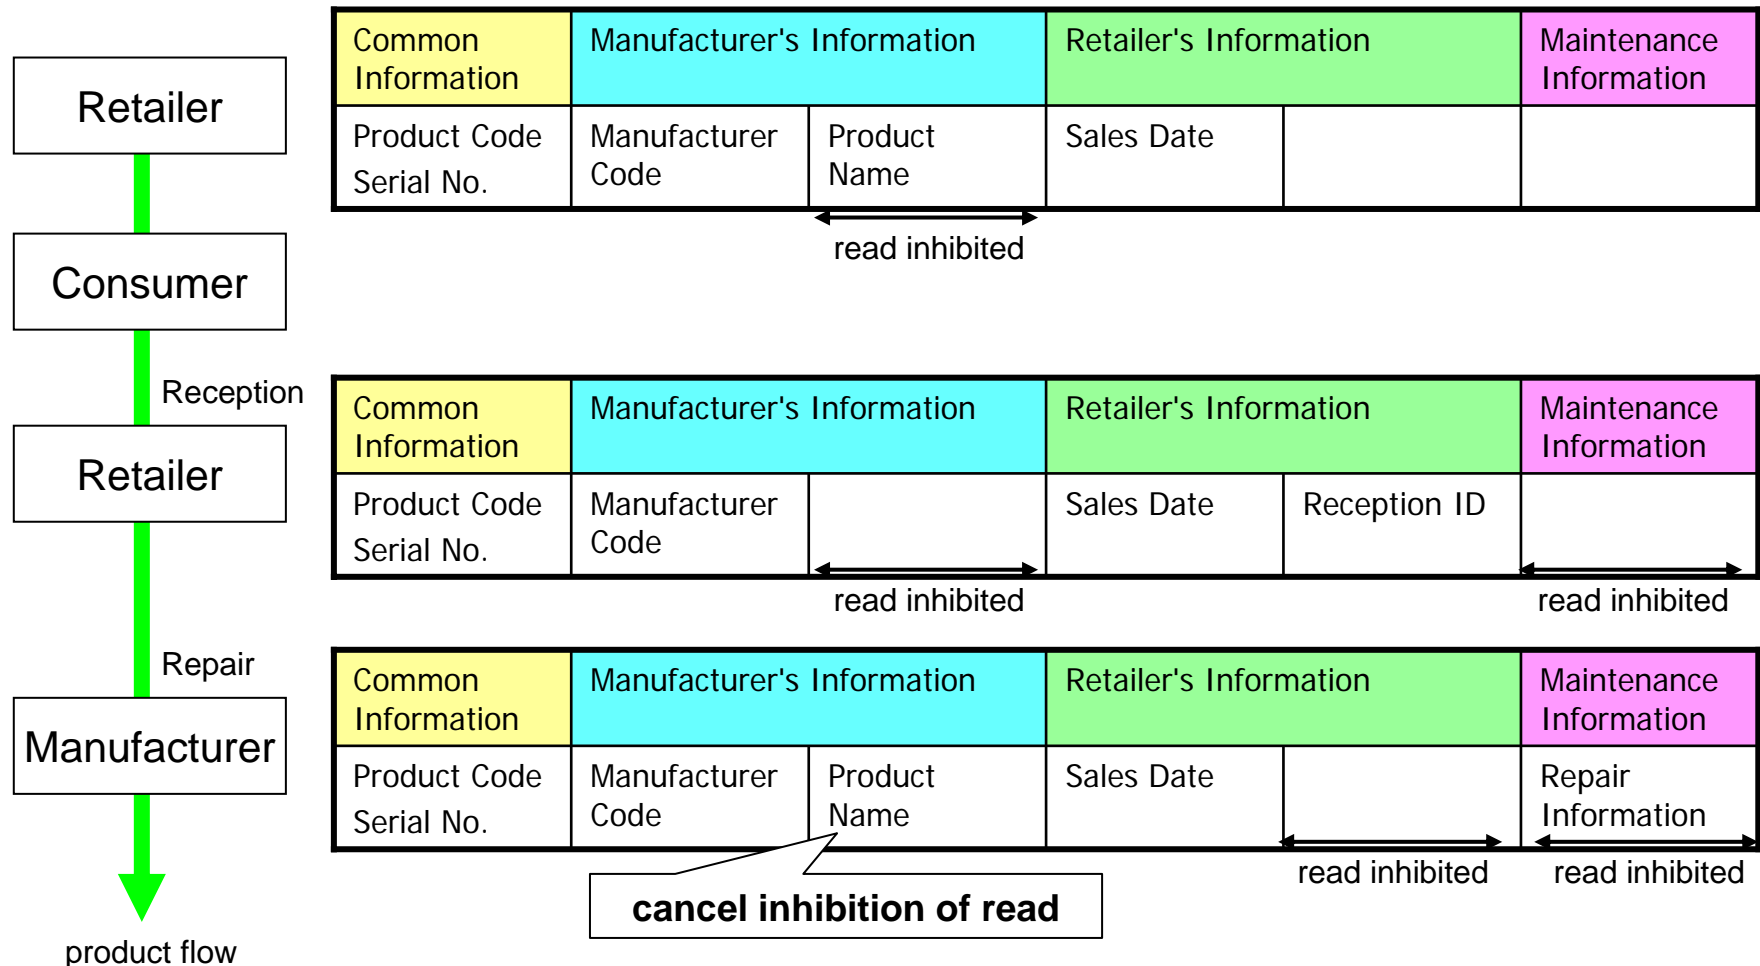 Retailer
Consumer
Reception
Retailer
Repair
Manufacturer
product flow
Common
Information
Manufacturer's Information
Retailer's Information
Maintenance
Information
Product Code
Serial No.
Manufacturer
Code
Product
Name
Sales Date
read inhibited
Common
Information
Manufacturer's Information
Retailer's Information
Maintenance
Information
Product Code
Serial No.
Manufacturer
Code
Sales Date
Reception ID
read inhibited
read inhibited
Common
Information
Manufacturer's Information
Retailer's Information
Maintenance
Information
Product Code
Serial No.
Manufacturer
Code
Product
Name
Sales Date
Repair
Information
read inhibited
read inhibited
cancel inhibition of read